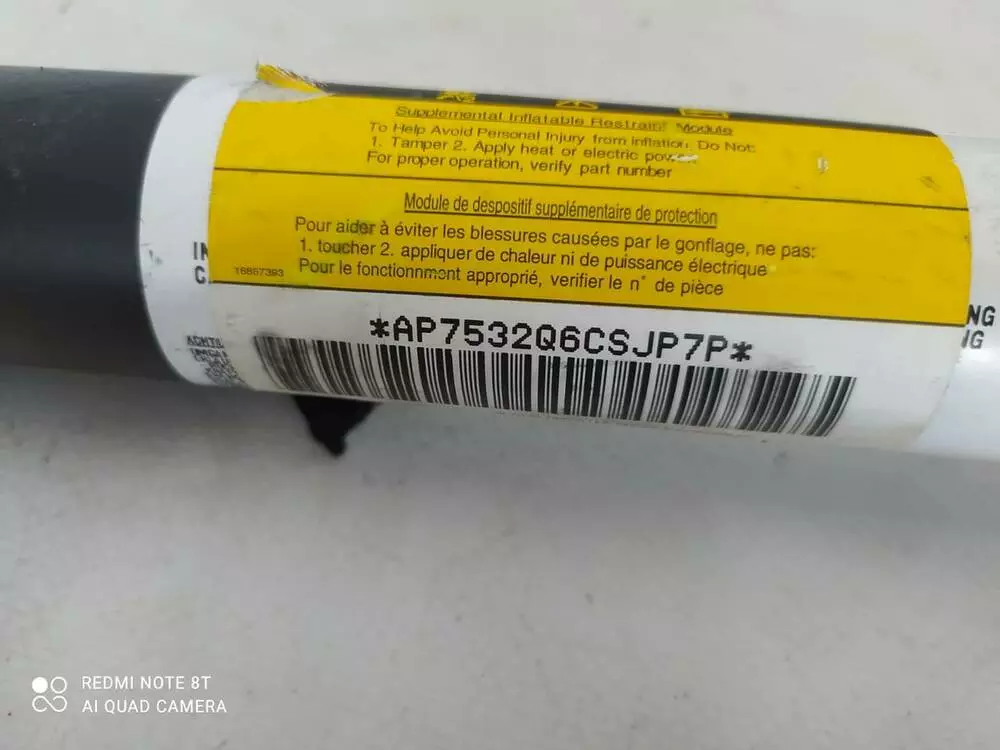 Supplemental Inflatable Restraint Module
To Help Avoid Personal Injury from inflation, Do Not:
1. Tamper 2. Apply heat or electric power
For proper operation, verify part number
Module de despositif supplémentaire de protection
Pour aider à éviter les blessures causées par le gonflage, ne pas:
1. toucher 2. appliquer de chaleur ni de puissance électrique
Pour le fonctionnment approprié, verifier le n° de pièce
16867393
*AP7532Q6CSJP7P*
REDMI NOTE 8T
AI QUAD CAMERA